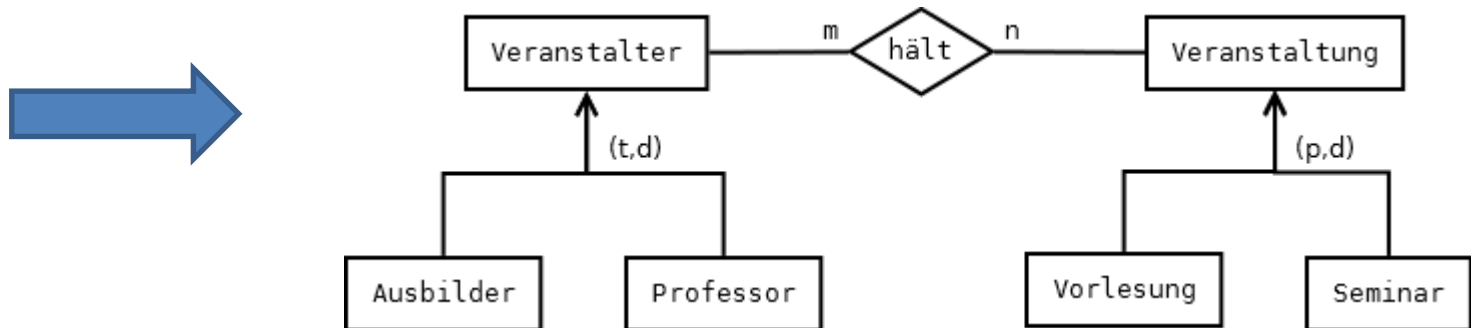 Veranstalter
m
hält
n
Veranstaltung
(t,d)
(p,d)
Ausbilder
Professor
Vorlesung
Seminar